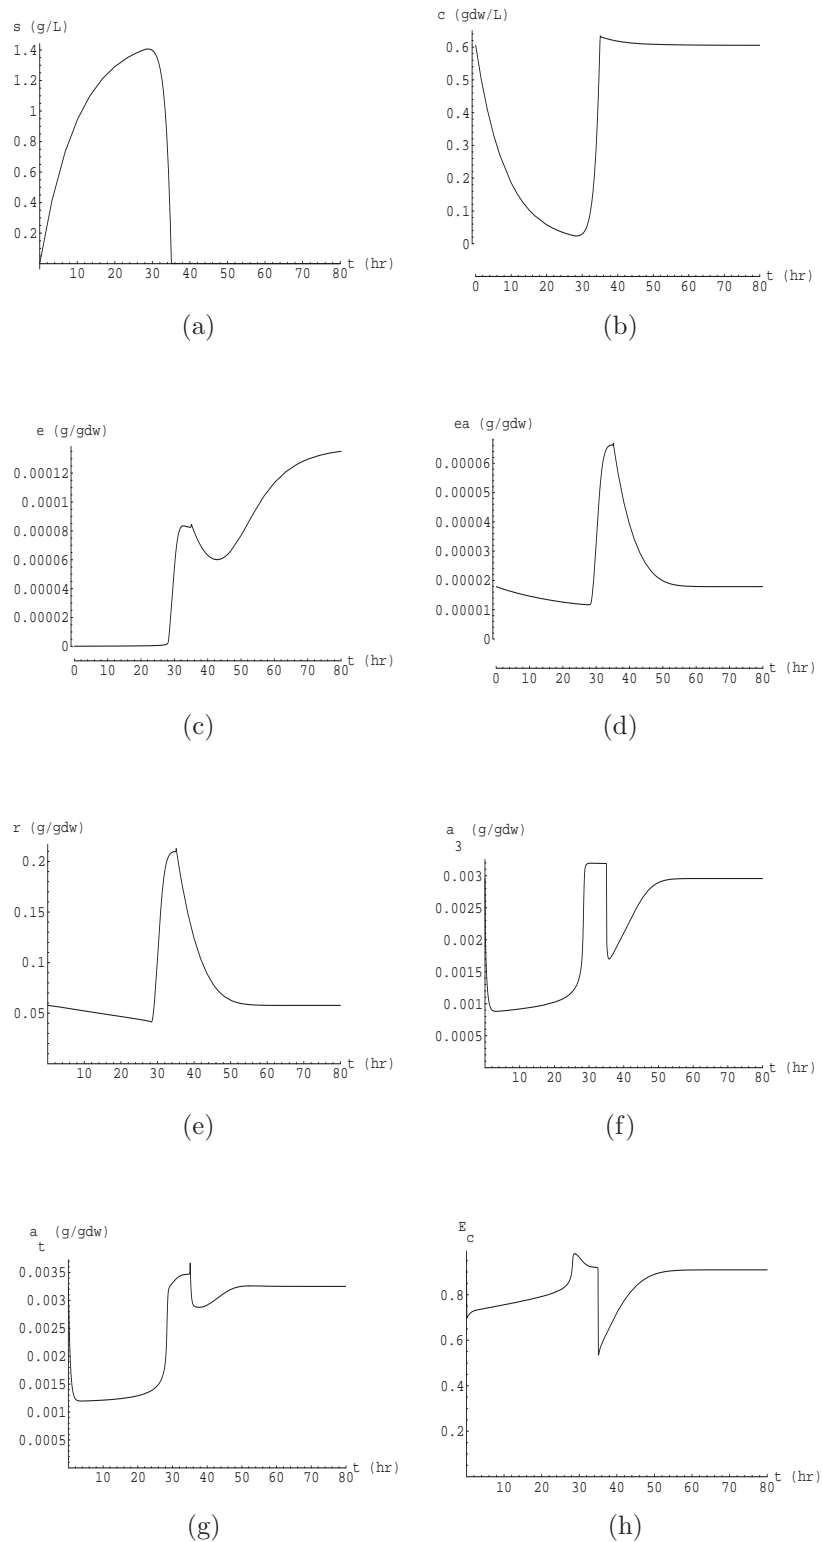 s (g/L)
1.4
1.2
1
0.8
0.6
0.4
0.2
10 20 30 40 50 60 70 80
t (hr)
(a)
c (gdw/L)
0.6
0.5
0.4
0.3
0.2
0.1
0
0 10 20 30 40 50 60 70 80
t (hr)
(b)
e (g/gdw)
0.00012
0.0001
0.00008
0.00006
0.00004
0.00002
0
0 10 20 30 40 50 60 70 80
t (hr)
(c)
ea (g/gdw)
0.00006
0.00005
0.00004
0.00003
0.00002
0.00001
0
0 10 20 30 40 50 60 70 80
t (hr)
(d)
r (g/gdw)
0.2
0.15
0.1
0.05
10 20 30 40 50 60 70 80
t (hr)
(e)
a (g/gdw)
3
0.003
0.0025
0.002
0.0015
0.001
0.0005
10 20 30 40 50 60 70 80
t (hr)
(f)
a (g/gdw)
t
0.0035
0.003
0.0025
0.002
0.0015
0.001
0.0005
10 20 30 40 50 60 70 80
t (hr)
(g)
E
c
0.8
0.6
0.4
0.2
10 20 30 40 50 60 70 80
t (hr)
(h)